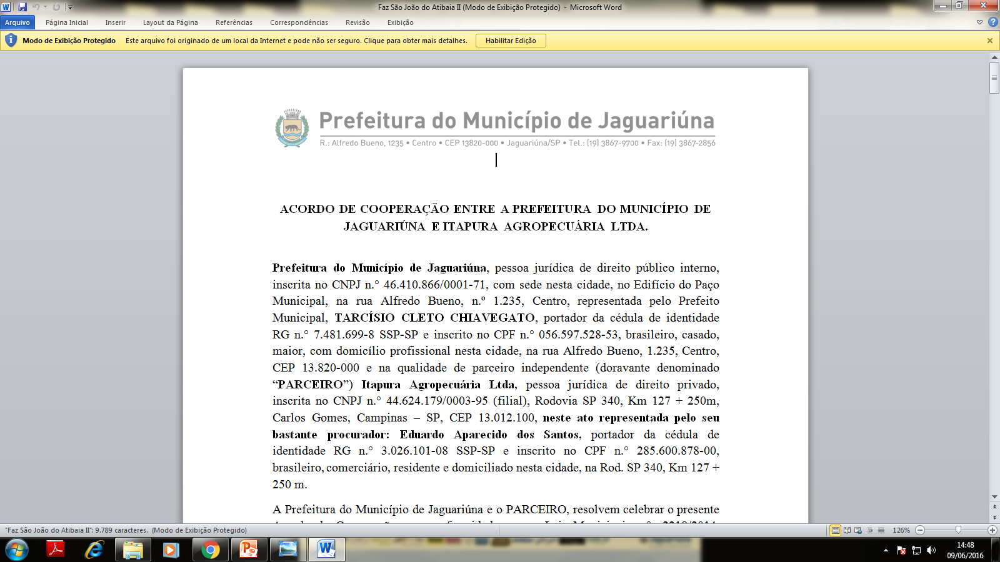 Faz São João do Atibaia II (Modo de Exibição Protegido) - Microsoft Word
Arquivo Página Inicial Inserir Layout da Página Referências Correspondências Revisão Exibição
Modo de Exibição Protegido Este arquivo foi originado de um local da Internet e pode não ser seguro. Clique para obter mais detalhes. Habilitar Edição
Prefeitura do Município de Jaguariúna
R.: Alfredo Bueno, 1235 • Centro • CEP 13820-000 • Jaguariúna/SP • Tel.: (19) 3867-9700 • Fax: (19) 3867-2856
ACORDO DE COOPERAÇÃO ENTRE A PREFEITURA DO MUNICÍPIO DE
JAGUARIÚNA E ITAPURA AGROPECUÁRIA LTDA.
Prefeitura do Município de Jaguariúna, pessoa jurídica de direito público interno,
inscrita no CNPJ n.° 46.410.866/0001-71, com sede nesta cidade, no Edifício do Paço
Municipal, na rua Alfredo Bueno, n.º 1.235, Centro, representada pelo Prefeito
Municipal, TARCÍSIO CLETO CHIAVEGATO, portador da cédula de identidade
RG n.° 7.481.699-8 SSP-SP e inscrito no CPF n.° 056.597.528-53, brasileiro, casado,
maior, com domicílio profissional nesta cidade, na rua Alfredo Bueno, 1.235, Centro,
CEP 13.820-000 e na qualidade de parceiro independente (doravante denominado
“PARCEIRO”) Itapura Agropecuária Ltda, pessoa jurídica de direito privado,
inscrita no CNPJ n.° 44.624.179/0003-95 (filial), Rodovia SP 340, Km 127 + 250m,
Carlos Gomes, Campinas – SP, CEP 13.012.100, neste ato representada pelo seu
bastante procurador: Eduardo Aparecido dos Santos, portador da cédula de
identidade RG n.° 3.026.101-08 SSP-SP e inscrito no CPF n.° 285.600.878-00,
brasileiro, comerciário, residente e domiciliado nesta cidade, na Rod. SP 340, Km 127 +
250 m.
A Prefeitura do Município de Jaguariúna e o PARCEIRO, resolvem celebrar o presente
"Faz São João do Atibaia II": 9.789 caracteres. (Modo de Exibição Protegido) 126%
14:48
09/06/2016